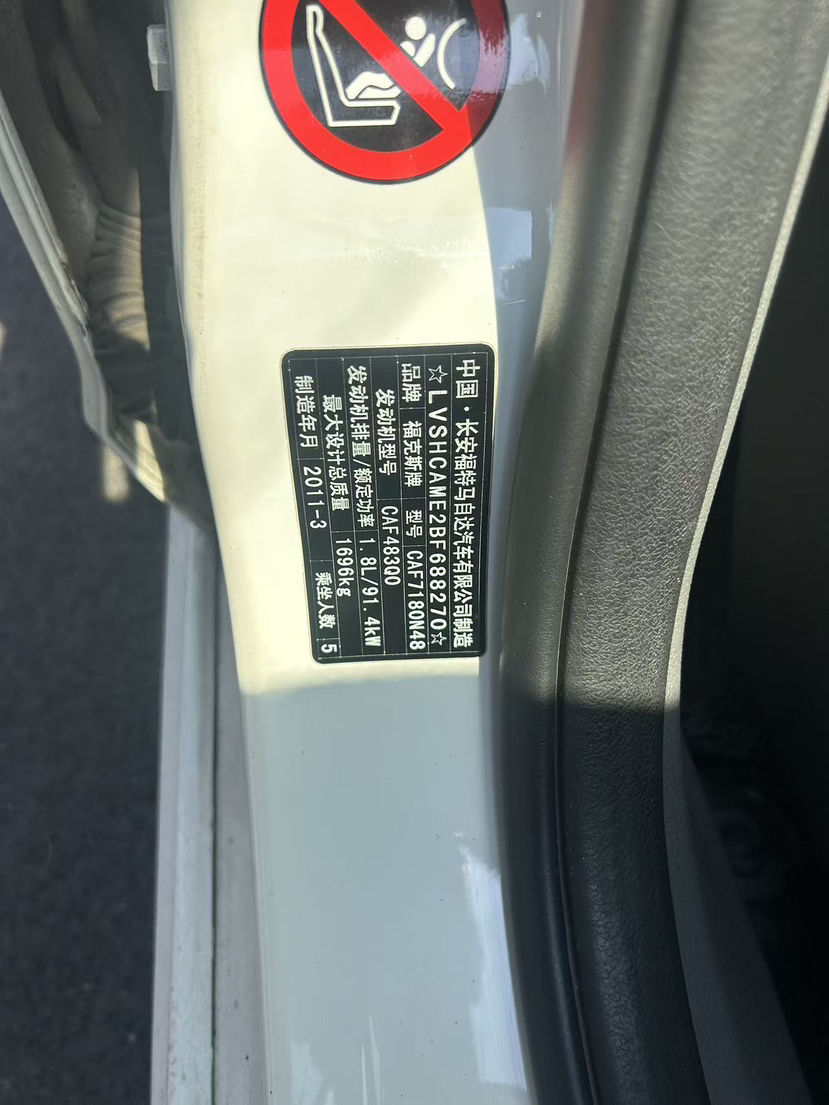 中国·长安福特马自达汽车有限公司制造
☆LVSHCAME2BF688270☆
品牌 福克斯牌 型号 CAF7180N48
发动机型号 CAF483Q0
发动机排量/额定功率 1.8L/91.4kW
最大设计总质量 1696kg
制造年月 2011-3 乘坐人数 5